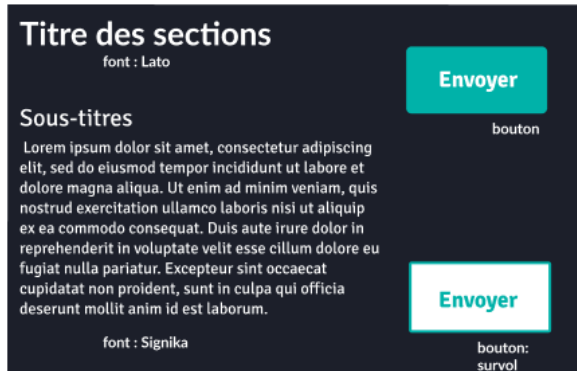 Titre des sections
font : Lato
Sous-titres
Lorem ipsum dolor sit amet, consectetur adipiscing
elit, sed do eiusmod tempor incididunt ut labore et
dolore magna aliqua. Ut enim ad minim veniam, quis
nostrud exercitation ullamco laboris nisi ut aliquip
ex ea commodo consequat. Duis aute irure dolor in
reprehenderit in voluptate velit esse cillum dolore eu
fugiat nulla pariatur. Excepteur sint occaecat
cupidatat non proident, sunt in culpa qui officia
deserunt mollit anim id est laborum.
font : Signika
Envoyer
bouton
Envoyer
bouton:
survol